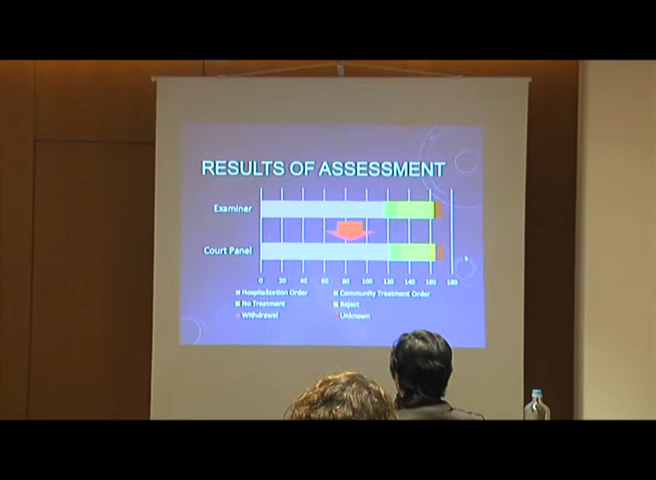 RESULTS OF ASSESSMENT
Examiner
Court Panel
0 20 40 60 80 100 120 140 160 180
Hospitalization Order
Community Treatment Order
No Treatment
Reject
Withdrawal
Unknown